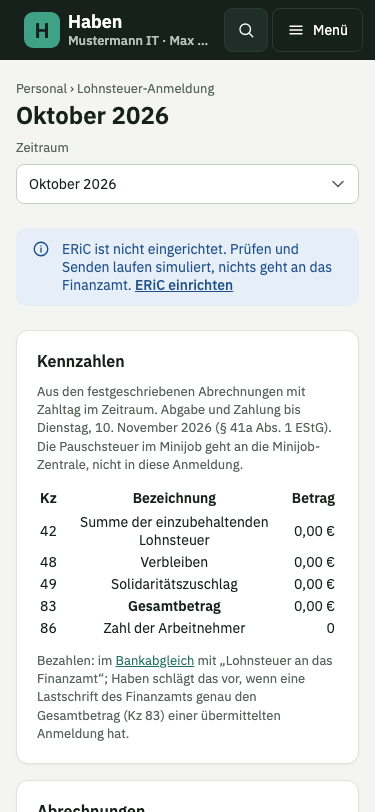 H
Haben
Mustermann IT · Max ...
Menü
Personal › Lohnsteuer-Anmeldung
Oktober 2026
Zeitraum
Oktober 2026
ERiC ist nicht eingerichtet. Prüfen und
Senden laufen simuliert, nichts geht an das
Finanzamt. ERiC einrichten
Kennzahlen
Aus den festgeschriebenen Abrechnungen mit
Zahltag im Zeitraum. Abgabe und Zahlung bis
Dienstag, 10. November 2026 (§ 41a Abs. 1 EStG).
Die Pauschsteuer im Minijob geht an die Minijob-
Zentrale, nicht in diese Anmeldung.
Kz Bezeichnung Betrag
42 Summe der einzubehaltenden Lohnsteuer 0,00 €
48 Verbleiben 0,00 €
49 Solidaritätszuschlag 0,00 €
83 Gesamtbetrag 0,00 €
86 Zahl der Arbeitnehmer 0
Bezahlen: im Bankabgleich mit „Lohnsteuer an das
Finanzamt“; Haben schlägt das vor, wenn eine
Lastschrift des Finanzamts genau den
Gesamtbetrag (Kz 83) einer übermittelten
Anmeldung hat.
Abrechnungen